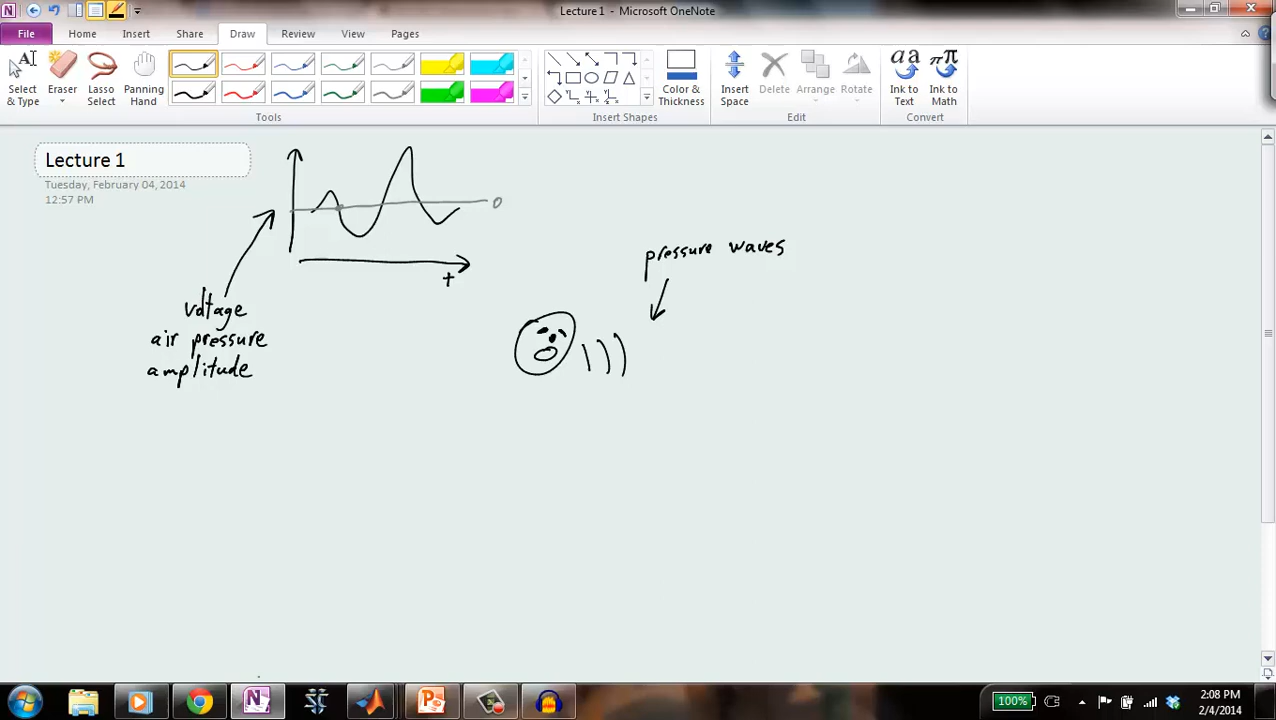 Lecture 1 - Microsoft OneNote
File Home Insert Share Draw Review View Pages
Select & Type
Eraser
Lasso Select
Panning Hand
Color & Thickness
Insert Space
Delete
Arrange
Rotate
Ink to Text
Ink to Math
Tools
Insert Shapes
Edit
Convert
Lecture 1
Tuesday, February 04, 2014
12:57 PM
0
t
pressure waves
voltage
air pressure
amplitude
100%
2:08 PM
2/4/2014